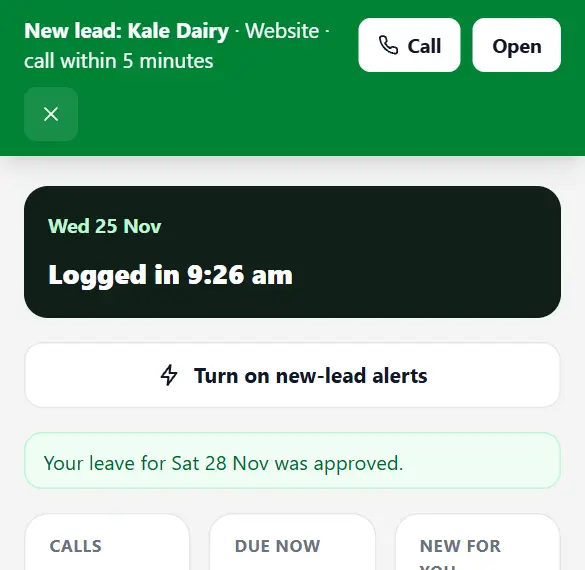 New lead: Kale Dairy · Website ·
call within 5 minutes
Call
Open
Wed 25 Nov
Logged in 9:26 am
Turn on new-lead alerts
Your leave for Sat 28 Nov was approved.
CALLS
DUE NOW
NEW FOR
YOU